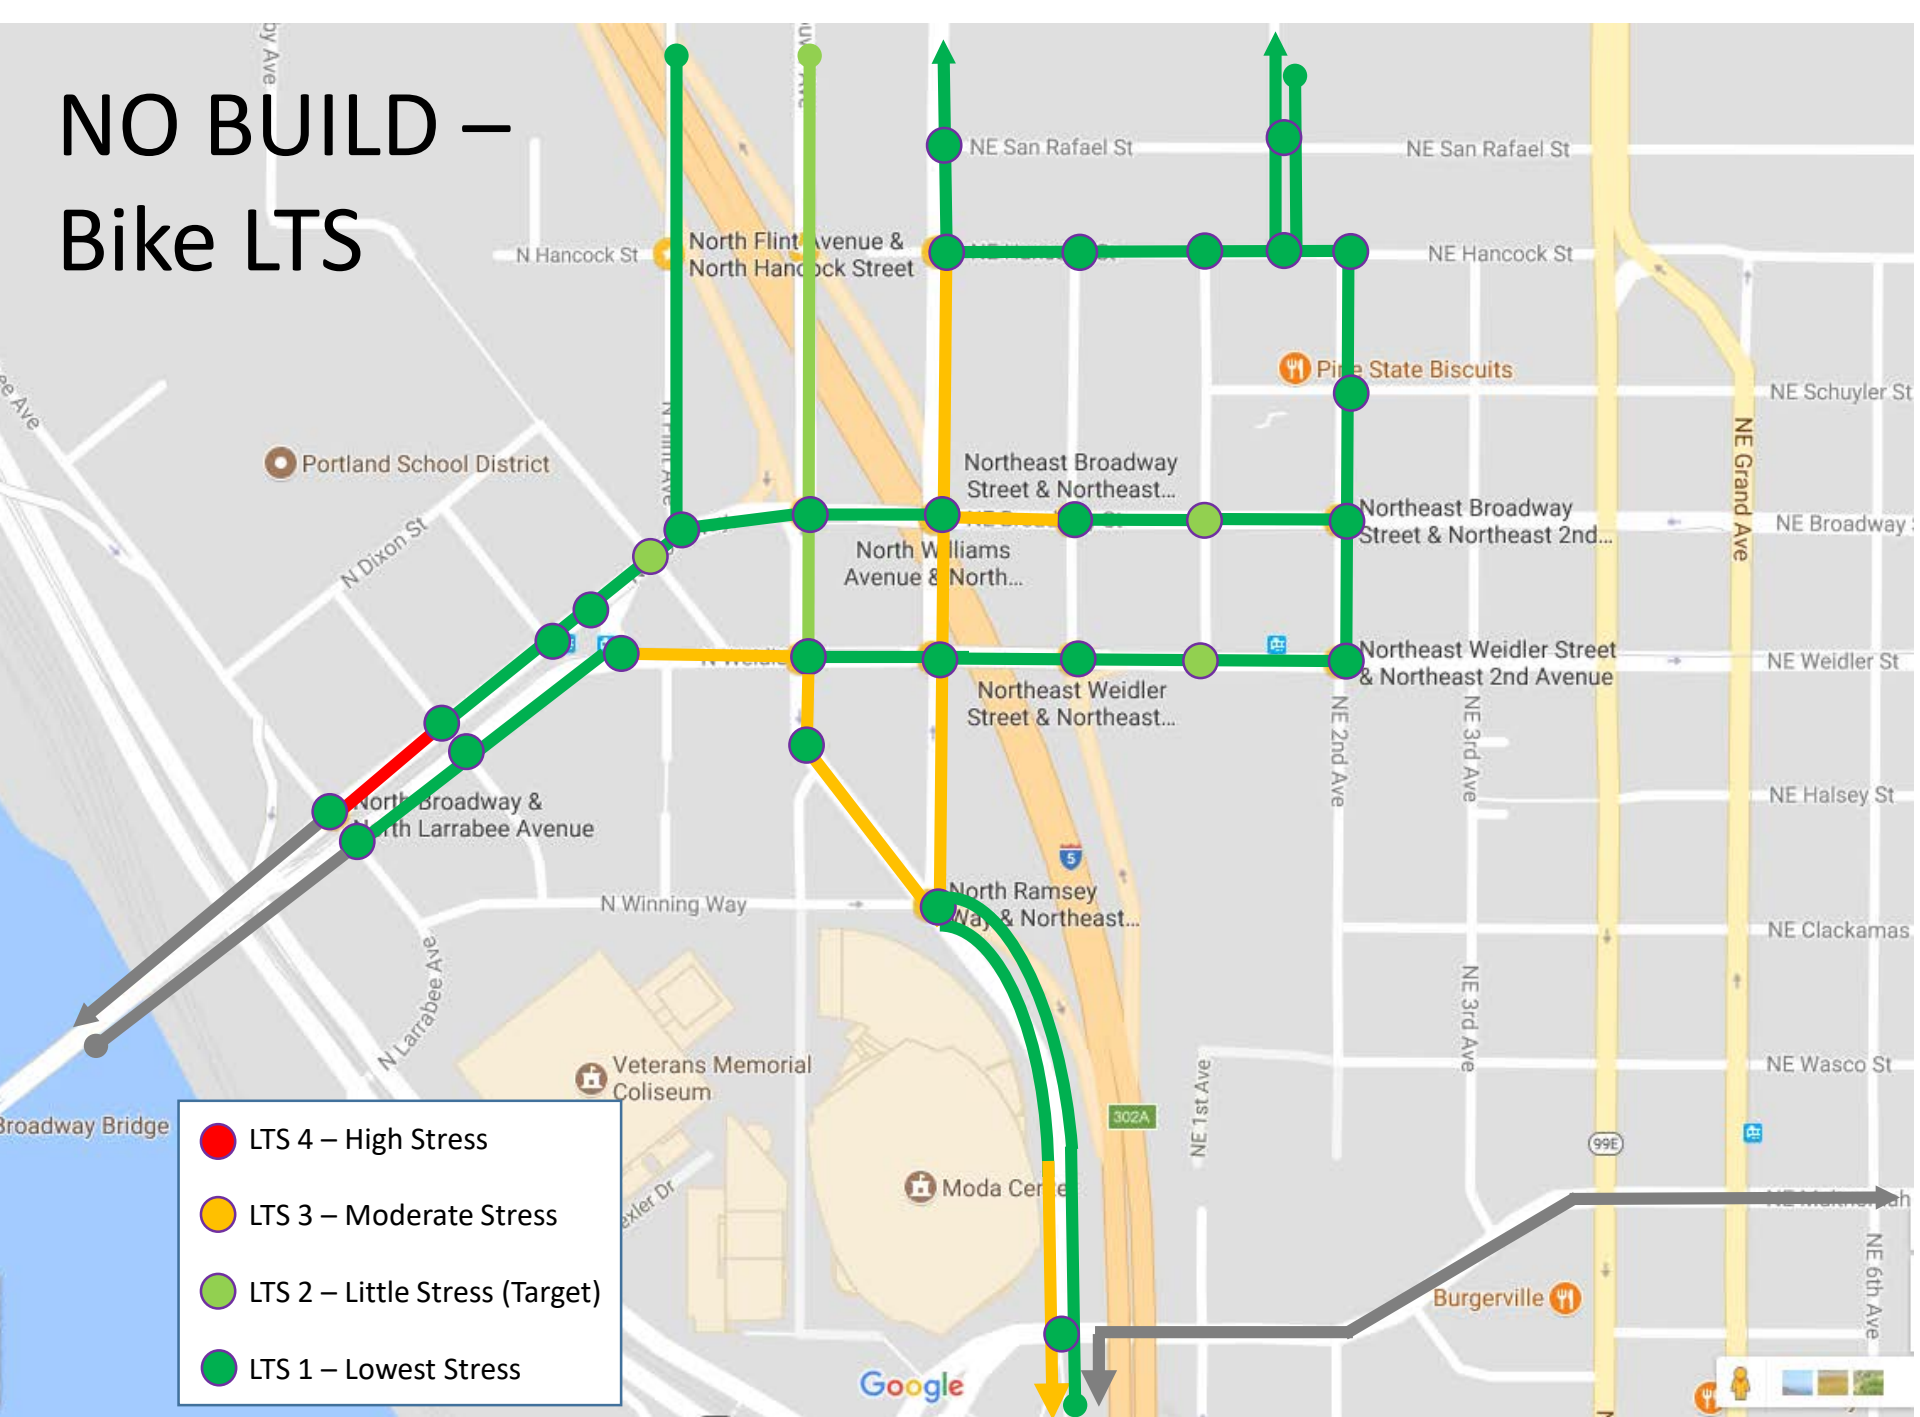 NO BUILD –
Bike LTS
NE San Rafael St
NE San Rafael St
N Hancock St
North Flint Avenue &
North Hancock Street
NE Hancock St
Pine State Biscuits
NE Schuyler St
NE Grand Ave
Portland School District
N Flint Ave
Northeast Broadway
Street & Northeast...
Northeast Broadway
Street & Northeast 2nd...
NE Broadway
N Dixon St
North Williams
Avenue & North...
Northeast Weidler Street
& Northeast 2nd Avenue
NE Weidler St
Northeast Weidler
Street & Northeast...
NE 2nd Ave
NE 3rd Ave
NE Halsey St
North Broadway &
North Larrabee Avenue
5
North Ramsey
Way & Northeast...
N Winning Way
NE Clackamas
N Larrabee Ave
NE 3rd Ave
Veterans Memorial
Coliseum
NE 1st Ave
NE Wasco St
302A
Broadway Bridge
99E
Moda Center
NE 6th Ave
Burgerville
Google
LTS 4 – High Stress
LTS 3 – Moderate Stress
LTS 2 – Little Stress (Target)
LTS 1 – Lowest Stress